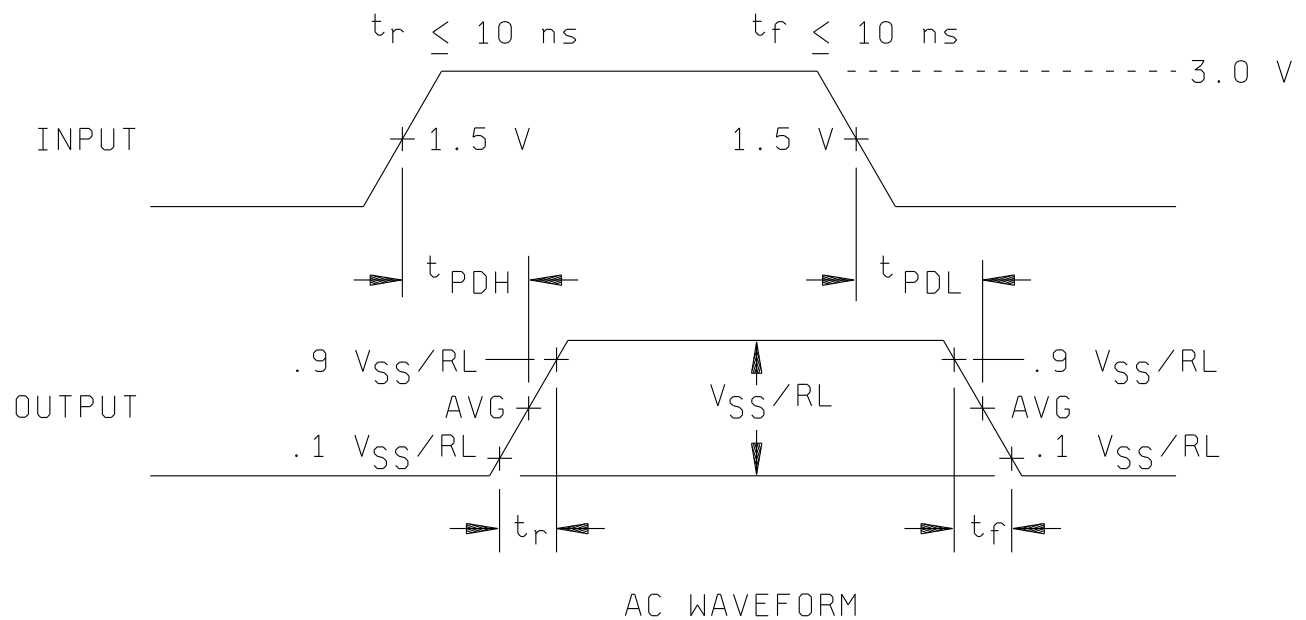 tr ≤ 10 ns
tf ≤ 10 ns
3.0 V
INPUT
1.5 V
1.5 V
tPDH
tPDL
.9 VSS/RL
.9 VSS/RL
OUTPUT
AVG
VSS/RL
AVG
.1 VSS/RL
.1 VSS/RL
tr
tf
AC WAVEFORM